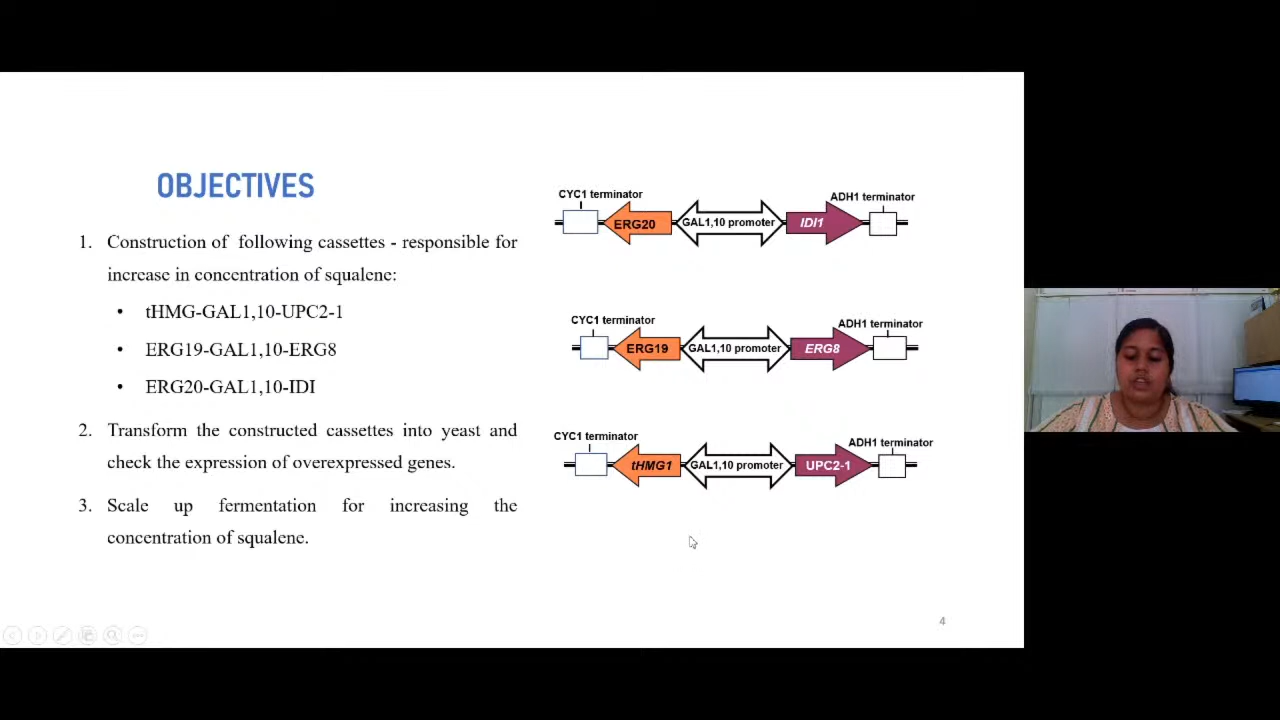 OBJECTIVES
1. Construction of following cassettes - responsible for
increase in concentration of squalene:
• tHMG-GAL1,10-UPC2-1
• ERG19-GAL1,10-ERG8
• ERG20-GAL1,10-IDI
2. Transform the constructed cassettes into yeast and
check the expression of overexpressed genes.
3. Scale up fermentation for increasing the
concentration of squalene.
CYC1 terminator
ADH1 terminator
ERG20 GAL1,10 promoter IDI1
CYC1 terminator
ADH1 terminator
ERG19 GAL1,10 promoter ERG8
CYC1 terminator
ADH1 terminator
tHMG1 GAL1,10 promoter UPC2-1
4